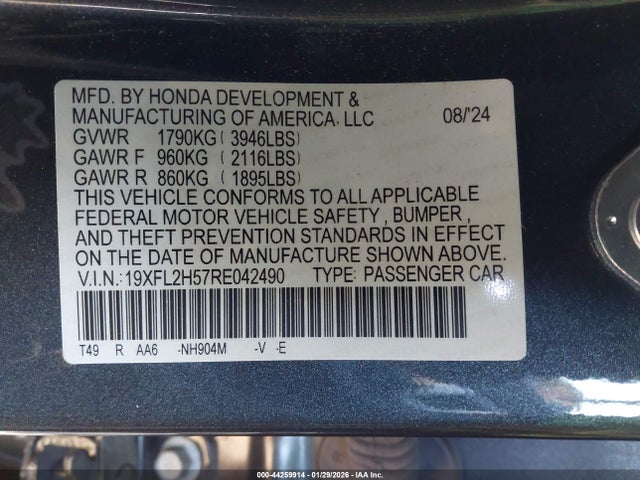 MFD. BY HONDA DEVELOPMENT &
MANUFACTURING OF AMERICA, LLC 08/'24
GVWR 1790KG ( 3946LBS)
GAWR F 960KG ( 2116LBS)
GAWR R 860KG ( 1895LBS)
THIS VEHICLE CONFORMS TO ALL APPLICABLE
FEDERAL MOTOR VEHICLE SAFETY , BUMPER ,
AND THEFT PREVENTION STANDARDS IN EFFECT
ON THE DATE OF MANUFACTURE SHOWN ABOVE.
V.I.N.:19XFL2H57RE042490 TYPE: PASSENGER CAR
T49 R AA6 -NH904M -V -E
000-44259914 | 01/29/2026 | IAA Inc.